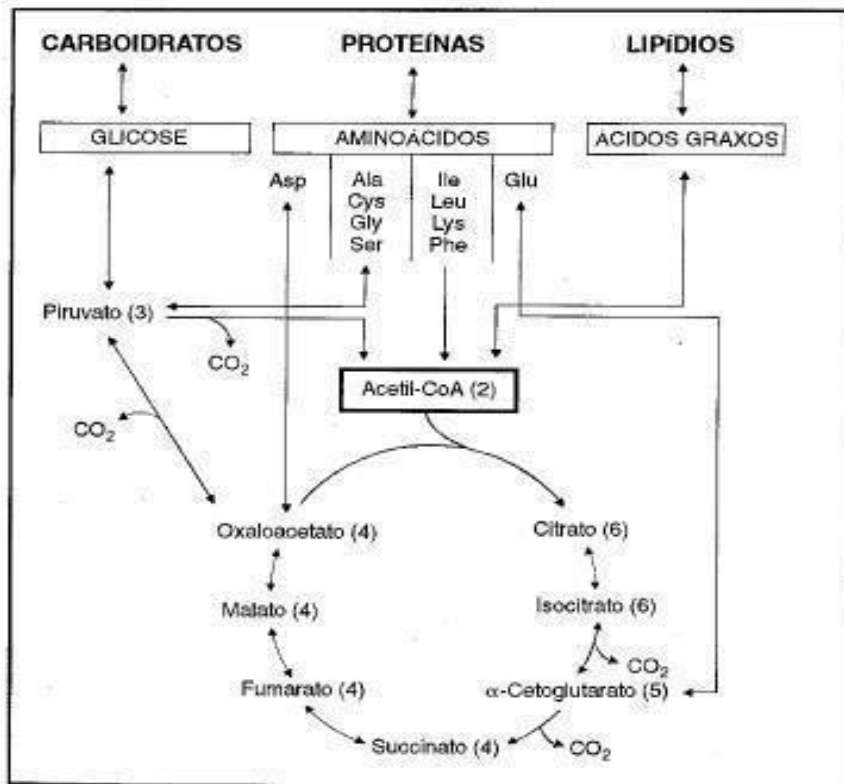 CARBOIDRATOS PROTEÍNAS LIPÍDIOS
GLICOSE AMINOÁCIDOS ÁCIDOS GRAXOS
Asp Ala Ile Glu
Cys Leu
Gly Lys
Ser Phe
Piruvato (3)
CO₂
Acetil-CoA (2)
CO₂
Oxaloacetato (4) Citrato (6)
Malato (4) Isocitrato (6)
CO₂
Fumarato (4) α-Cetoglutarato (5)
Succinato (4) CO₂